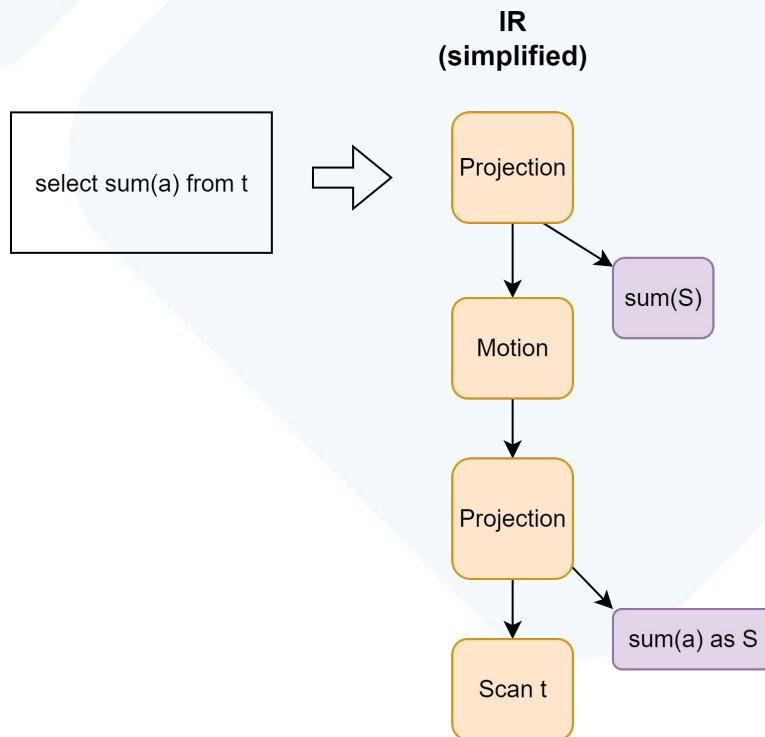 IR
(simplified)
select sum(a) from t
Projection
sum(S)
Motion
Projection
sum(a) as S
Scan t